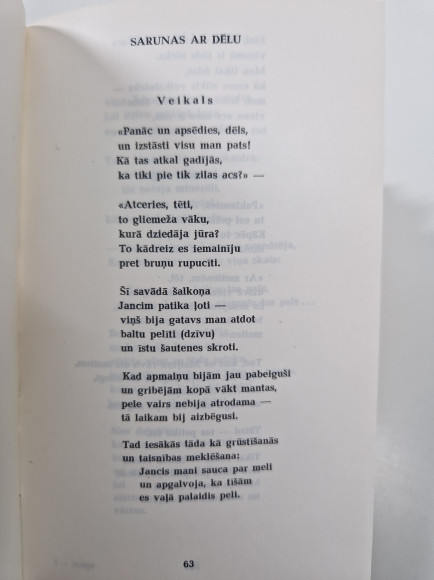 SARUNAS AR DĒLU
Veikals
«Panāc un apsēdies, dēls,
un izstāsti visu man pats!
Kā tas atkal gadījās,
ka tiki pie tik zilas acs?» —
«Atceries, tēti,
to gliemeža vāku,
kurā dziedāja jūra?
To kādreiz es iemainīju
pret bruņu rupucīti.
Šī savādā šalkoņa
Jancim patika ļoti —
viņš bija gatavs man atdot
baltu pelīti (dzīvu)
un īstu šautenes skroti.
Kad apmaiņu bijām jau pabeiguši
un gribējām kopā vākt mantas,
pele vairs nebija atrodama —
tā laikam bij aizbēgusi.
Tad iesākās tāda kā grūstīšanās
un taisnības meklēšana:
Jancis mani sauca par meli
un apgalvoja, ka tīšām
es vaļā palaidis peli.
63